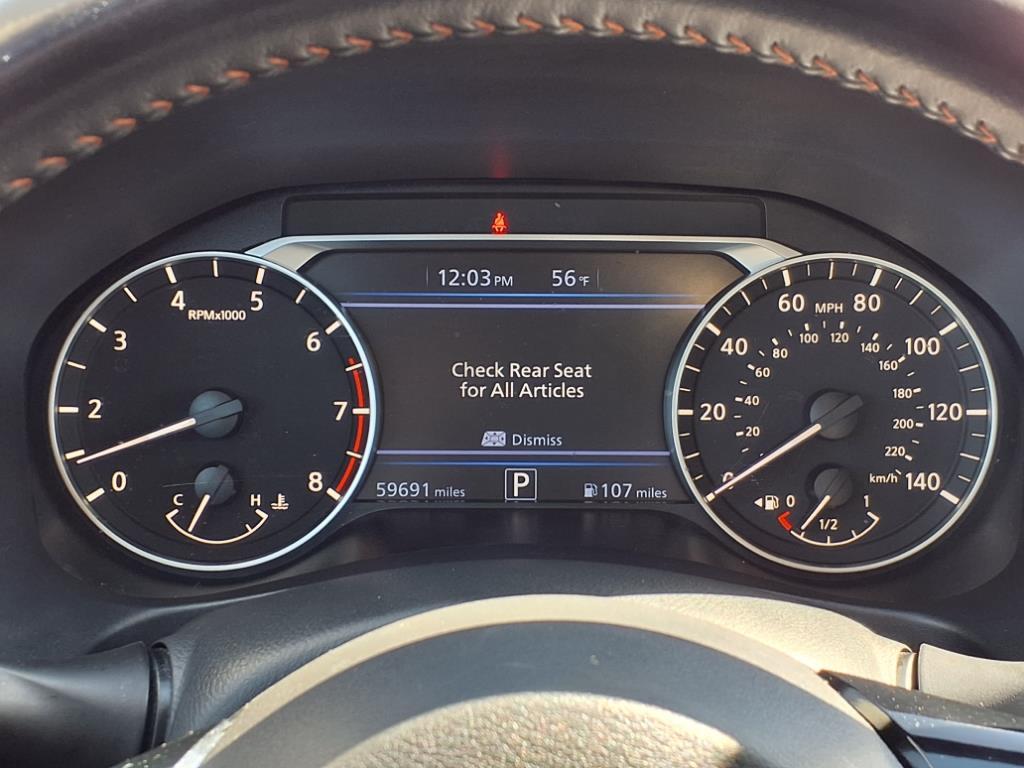 12:03 PM 56°F
4 5
RPMx1000
3 6
2 7
0 8
C H
Check Rear Seat
for All Articles
Dismiss
59691 miles P 107 miles
60 MPH 80
40 100
20 120
0 140
80 100 120 140
60 160
40 180
20 200
220
km/h
0 1
1/2